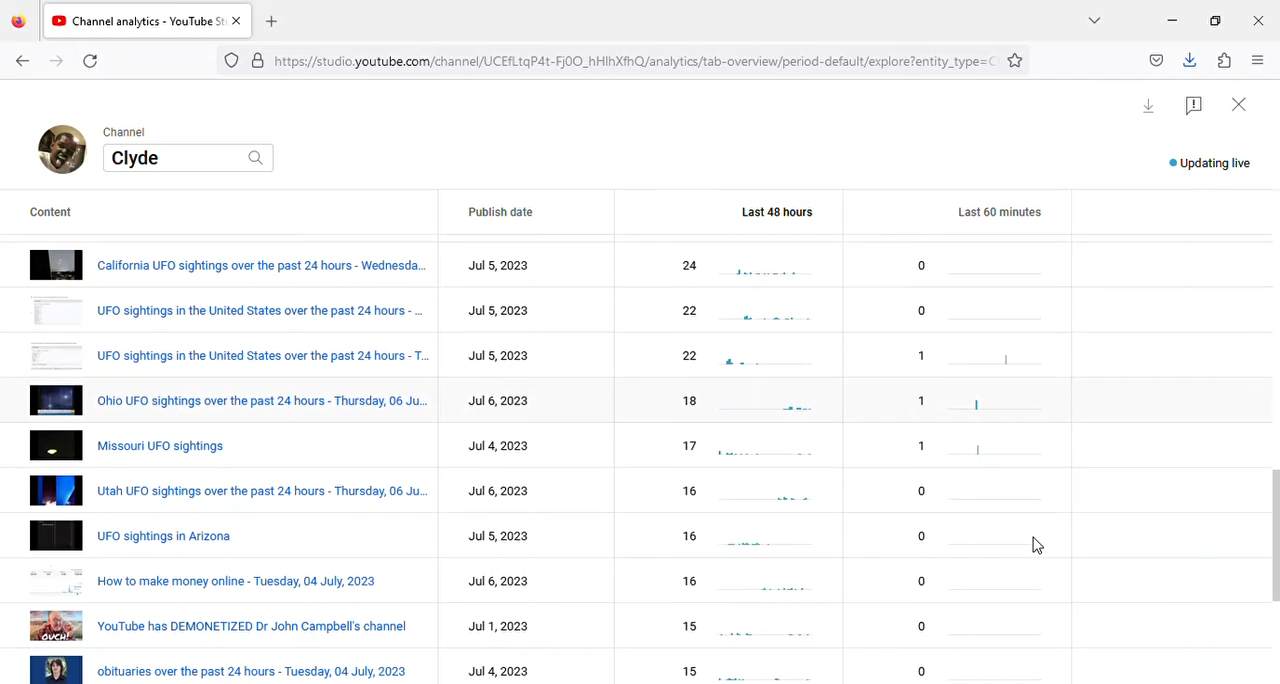 Channel analytics - YouTube St
https://studio.youtube.com/channel/UCEfLtqP4t-Fj0O_hHlhXfhQ/analytics/tab-overview/period-default/explore?entity_type=C
Channel
Clyde
Updating live
Content Publish date Last 48 hours Last 60 minutes
California UFO sightings over the past 24 hours - Wednesda... Jul 5, 2023 24 0
UFO sightings in the United States over the past 24 hours - ... Jul 5, 2023 22 0
UFO sightings in the United States over the past 24 hours - T... Jul 5, 2023 22 1
Ohio UFO sightings over the past 24 hours - Thursday, 06 Ju... Jul 6, 2023 18 1
Missouri UFO sightings Jul 4, 2023 17 1
Utah UFO sightings over the past 24 hours - Thursday, 06 Ju... Jul 6, 2023 16 0
UFO sightings in Arizona Jul 5, 2023 16 0
How to make money online - Tuesday, 04 July, 2023 Jul 6, 2023 16 0
OUCH!
YouTube has DEMONETIZED Dr John Campbell's channel Jul 1, 2023 15 0
obituaries over the past 24 hours - Tuesday, 04 July, 2023 Jul 4, 2023 15 0